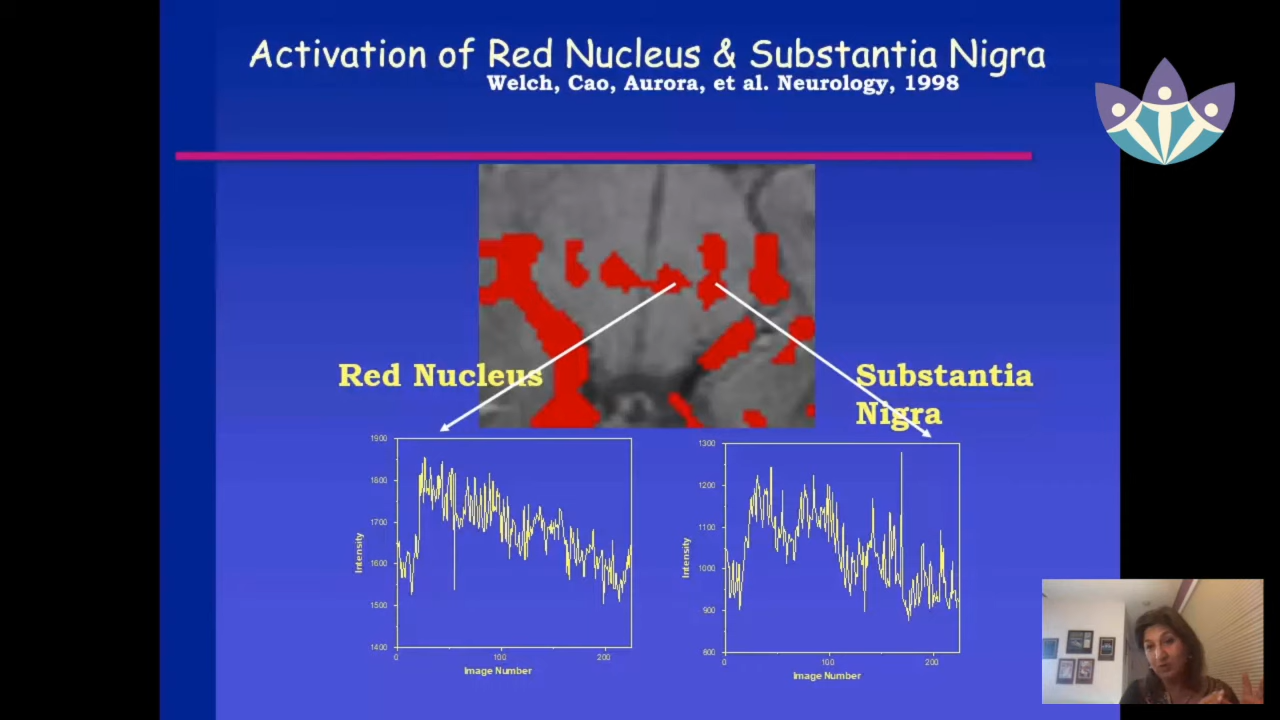 Activation of Red Nucleus & Substantia Nigra
Welch, Cao, Aurora, et al. Neurology, 1998
Red Nucleus
Substantia
Nigra
1900
1800
1700
1600
1500
1400
Intensity
0 100 200
Image Number
1300
1200
1100
1000
900
600
Intensity
0 100 200
Image Number